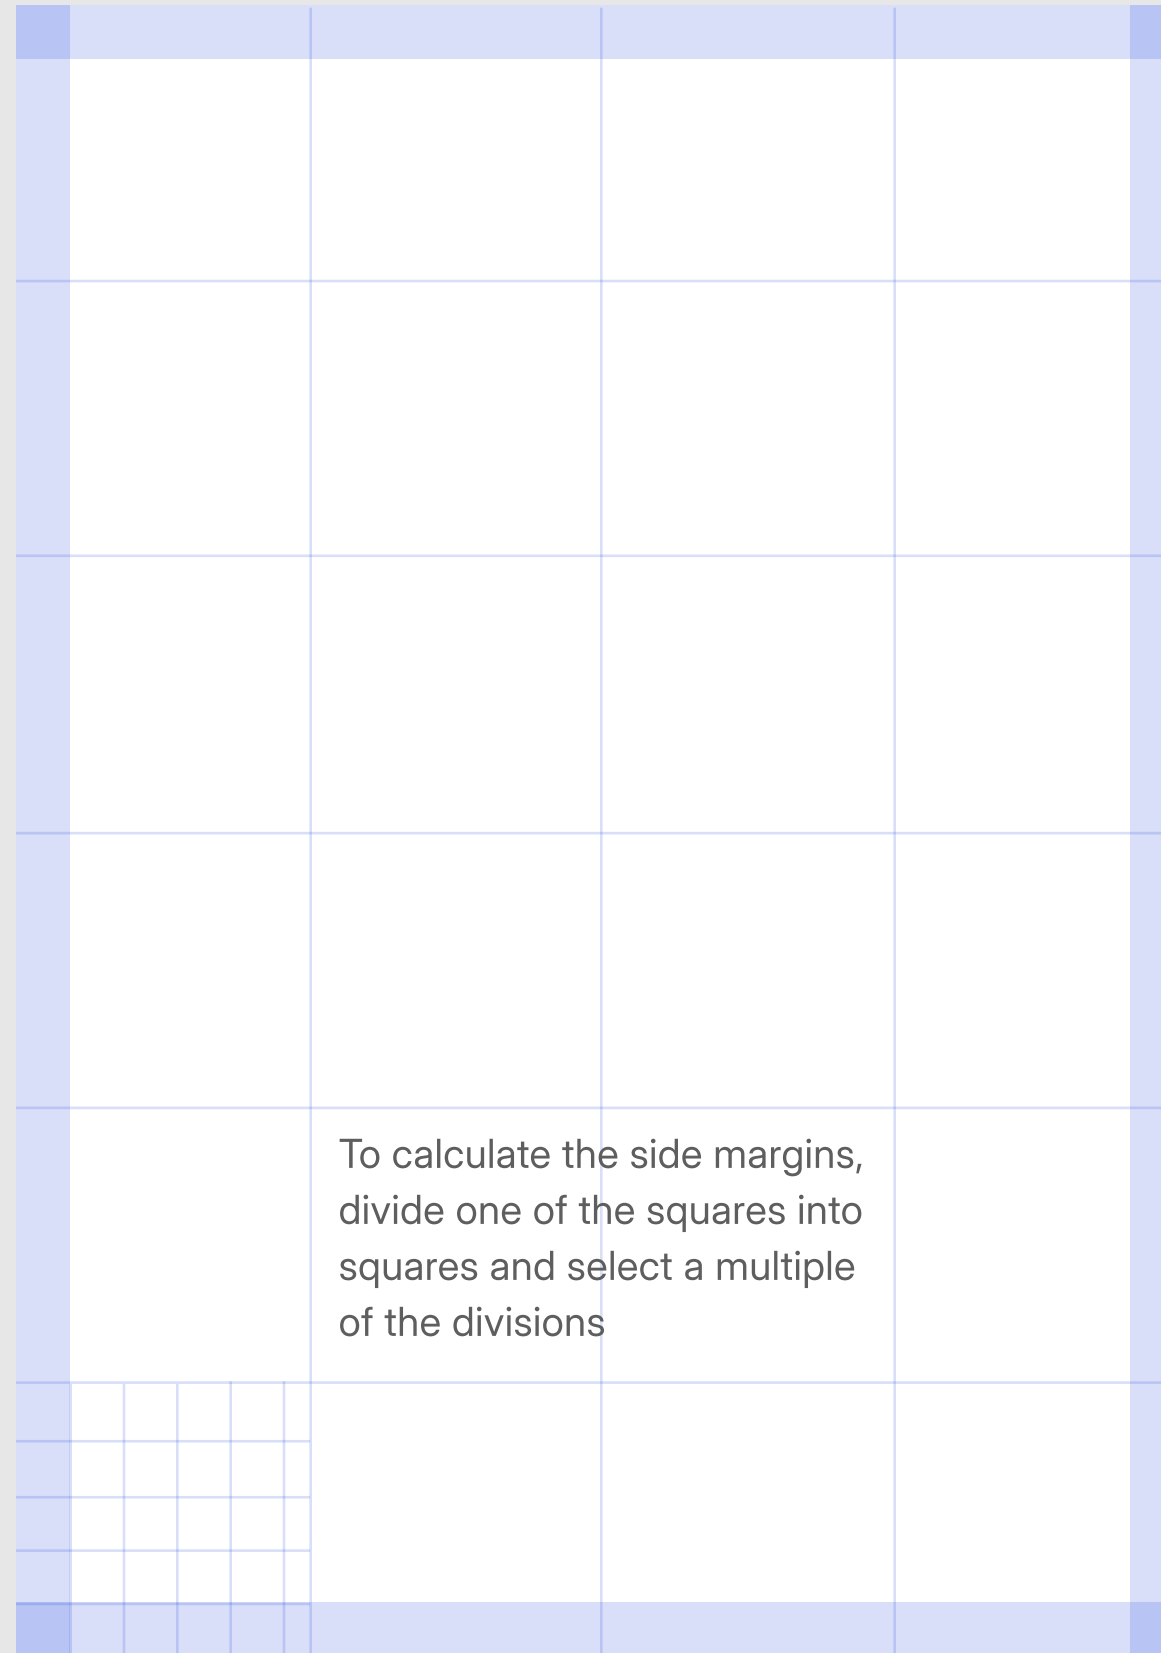 To calculate the side margins,
divide one of the squares into
squares and select a multiple
of the divisions